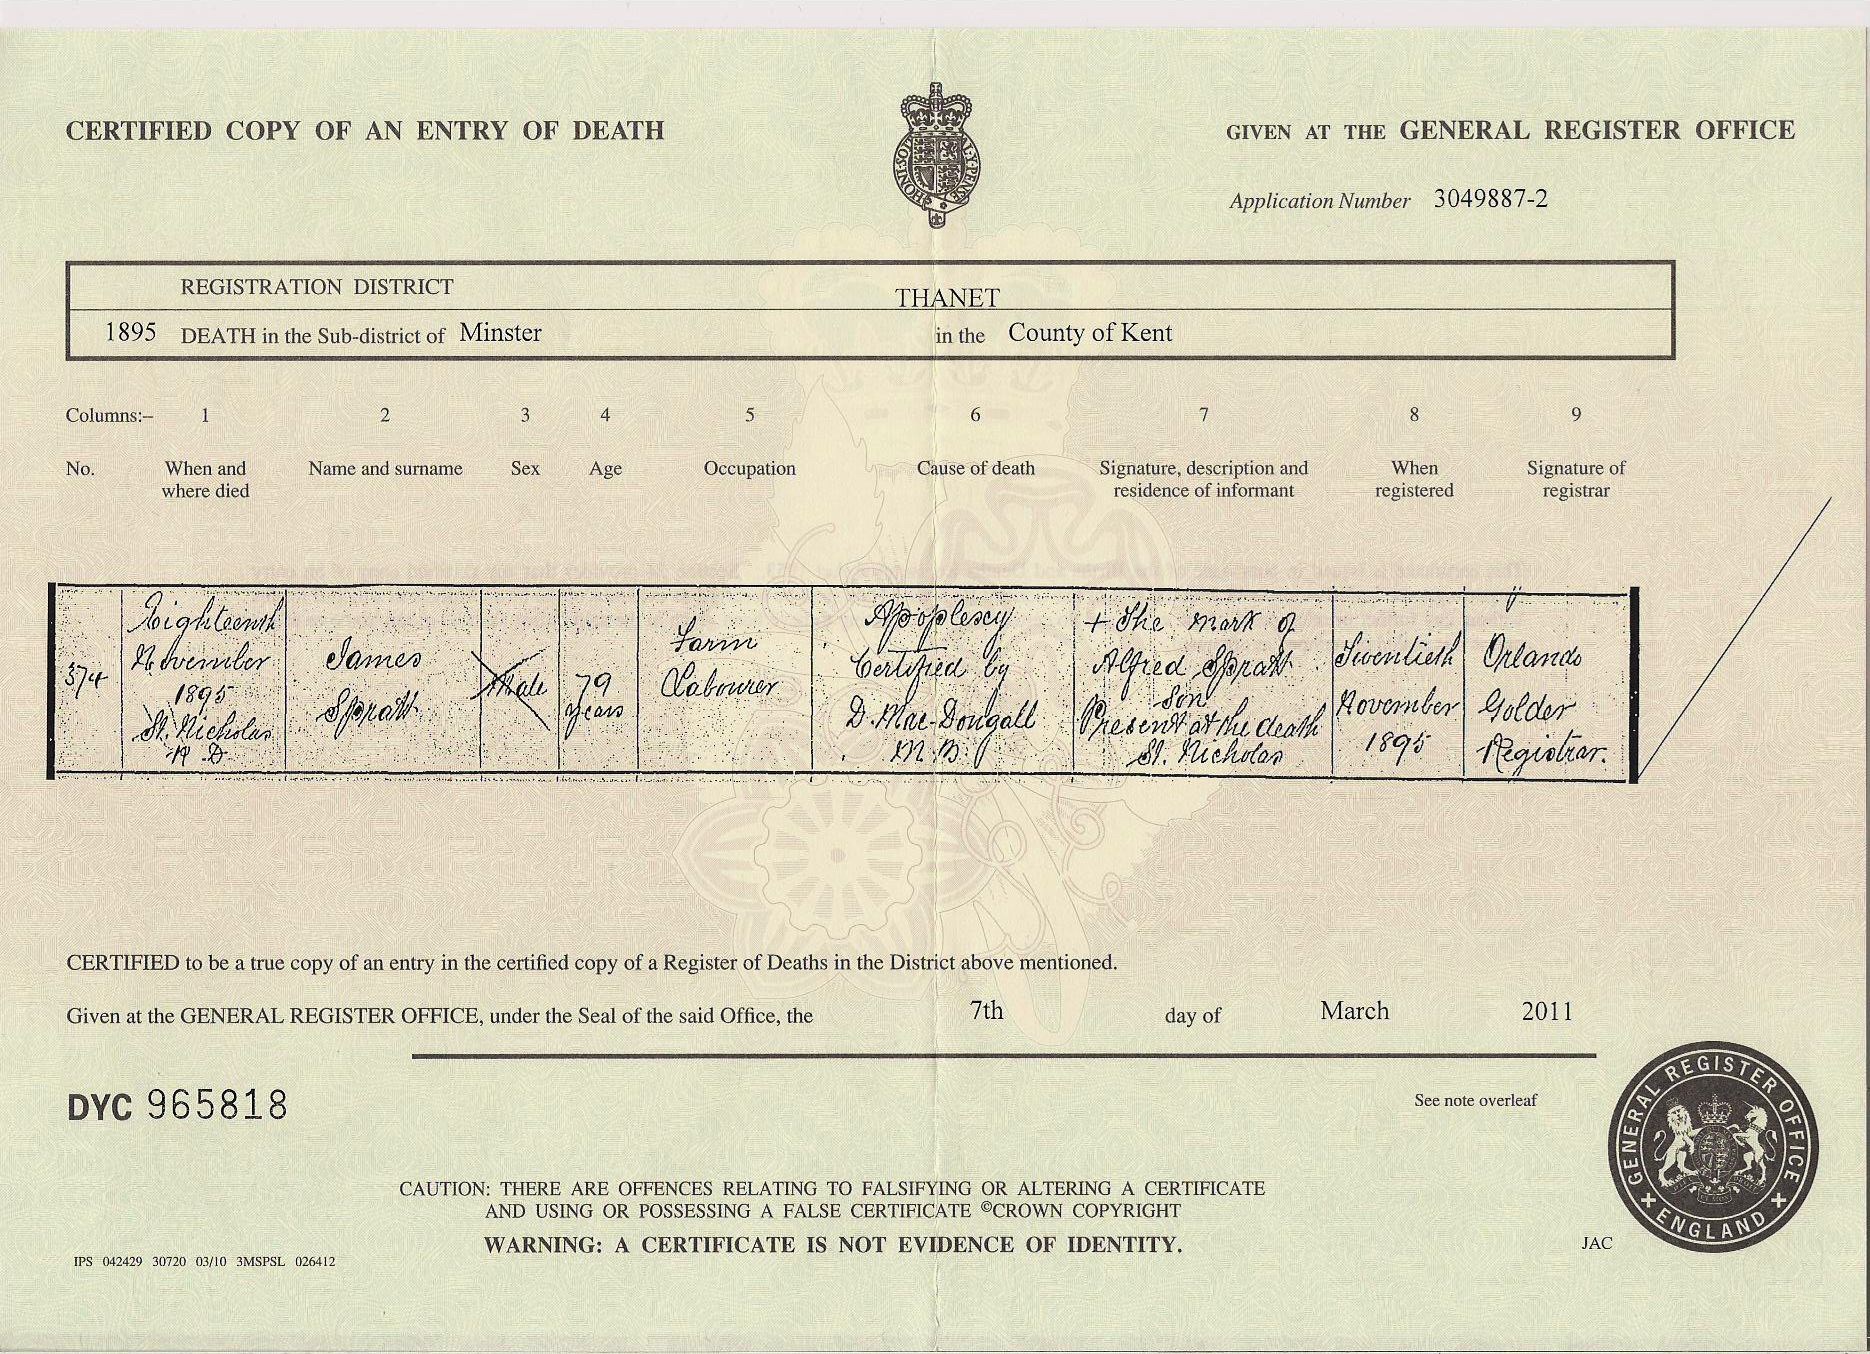 CERTIFIED COPY OF AN ENTRY OF DEATH
GIVEN AT THE GENERAL REGISTER OFFICE
HONI·SOIT
AL·Y·PENSE
Application Number 3049887-2
REGISTRATION DISTRICT THANET
1895 DEATH in the Sub-district of Minster in the County of Kent
Columns:– 1 2 3 4 5 6 7 8 9
No. When and where died Name and surname Sex Age Occupation Cause of death Signature, description and residence of informant When registered Signature of registrar
374
Eighteenth
November
1895
St. Nicholas
R. D.
James
Spratt
Male
79
years
Farm
Labourer
Apoplexy
Certified by
D. Mac-Dougall
M.B.
+ The mark of
Alfred Spratt
Son
Present at the death
St. Nicholas
Twentieth
November
1895
Orlando
Golder
Registrar.
CERTIFIED to be a true copy of an entry in the certified copy of a Register of Deaths in the District above mentioned.
Given at the GENERAL REGISTER OFFICE, under the Seal of the said Office, the 7th day of March 2011
DYC 965818
See note overleaf
GENERAL REGISTER OFFICE
ENGLAND
CAUTION: THERE ARE OFFENCES RELATING TO FALSIFYING OR ALTERING A CERTIFICATE
AND USING OR POSSESSING A FALSE CERTIFICATE ©CROWN COPYRIGHT
WARNING: A CERTIFICATE IS NOT EVIDENCE OF IDENTITY.
JAC
IPS 042429 30720 03/10 3MSPSL 026412